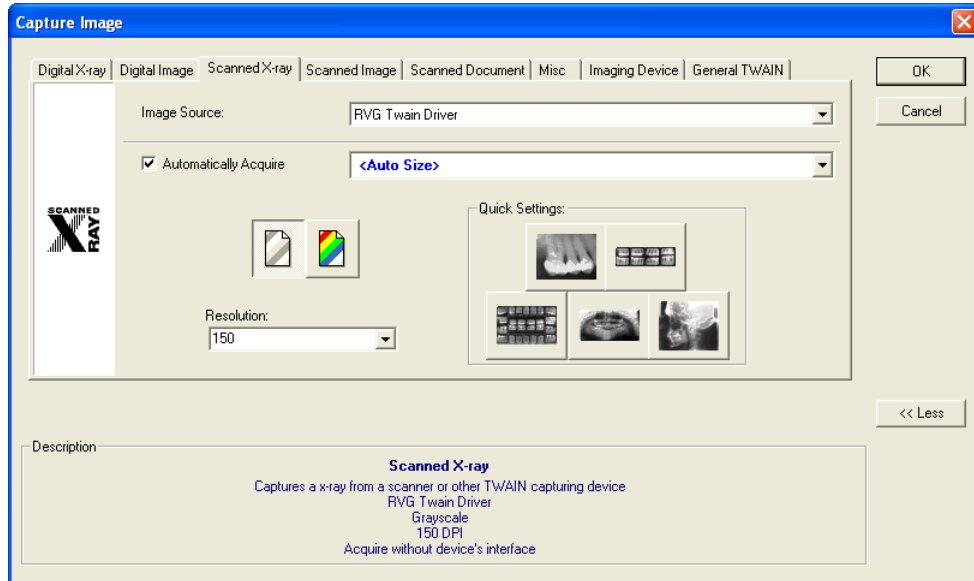 Capture Image
Digital X-ray
Digital Image
Scanned X-ray
Scanned Image
Scanned Document
Misc
Imaging Device
General TWAIN
OK
Cancel
Image Source:
RVG Twain Driver
Automatically Acquire
<Auto Size>
SCANNED
X RAY
Quick Settings:
Resolution:
150
<< Less
Description
Scanned X-ray
Captures a x-ray from a scanner or other TWAIN capturing device
RVG Twain Driver
Grayscale
150 DPI
Acquire without device's interface